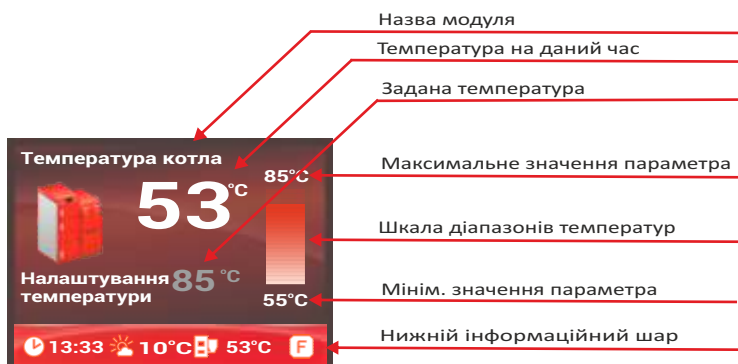 Назва модуля
Температура на даний час
Задана температура
Температура котла
Максимальне значення параметра
85°C
53°C
Шкала діапазонів температур
Налаштування
температури
85°C
Мінім. значення параметра
55°C
Нижній інформаційний шар
13:33 10°C 53°C F